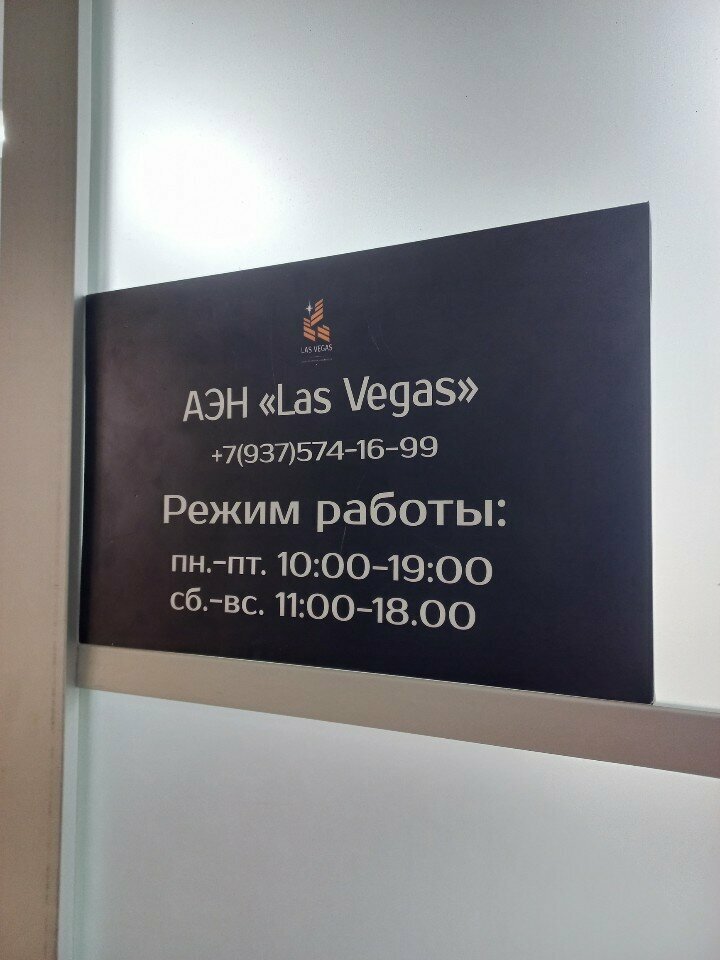 LAS VEGAS
АЭН «Las Vegas»
+7(937)574-16-99
Режим работы:
пн.-пт. 10:00-19:00
сб.-вс. 11:00-18.00